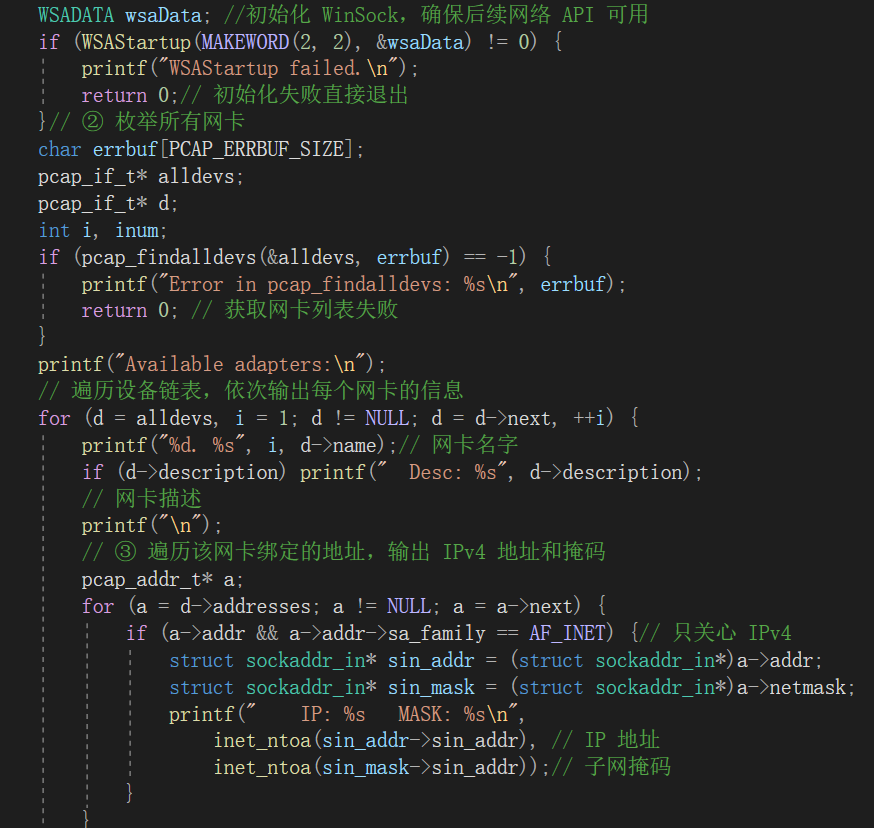 WSADATA wsaData; //初始化 WinSock，确保后续网络 API 可用
if (WSAStartup(MAKEWORD(2, 2), &wsaData) != 0) {
    printf("WSAStartup failed.\n");
    return 0;// 初始化失败直接退出
}// ② 枚举所有网卡
char errbuf[PCAP_ERRBUF_SIZE];
pcap_if_t* alldevs;
pcap_if_t* d;
int i, inum;
if (pcap_findalldevs(&alldevs, errbuf) == -1) {
    printf("Error in pcap_findalldevs: %s\n", errbuf);
    return 0; // 获取网卡列表失败
}
printf("Available adapters:\n");
// 遍历设备链表，依次输出每个网卡的信息
for (d = alldevs, i = 1; d != NULL; d = d->next, ++i) {
    printf("%d. %s", i, d->name);// 网卡名字
    if (d->description) printf("  Desc: %s", d->description);
    // 网卡描述
    printf("\n");
    // ③ 遍历该网卡绑定的地址，输出 IPv4 地址和掩码
    pcap_addr_t* a;
    for (a = d->addresses; a != NULL; a = a->next) {
        if (a->addr && a->addr->sa_family == AF_INET) {// 只关心 IPv4
            struct sockaddr_in* sin_addr = (struct sockaddr_in*)a->addr;
            struct sockaddr_in* sin_mask = (struct sockaddr_in*)a->netmask;
            printf("    IP: %s   MASK: %s\n",
                inet_ntoa(sin_addr->sin_addr), // IP 地址
                inet_ntoa(sin_mask->sin_addr));// 子网掩码
        }
    }